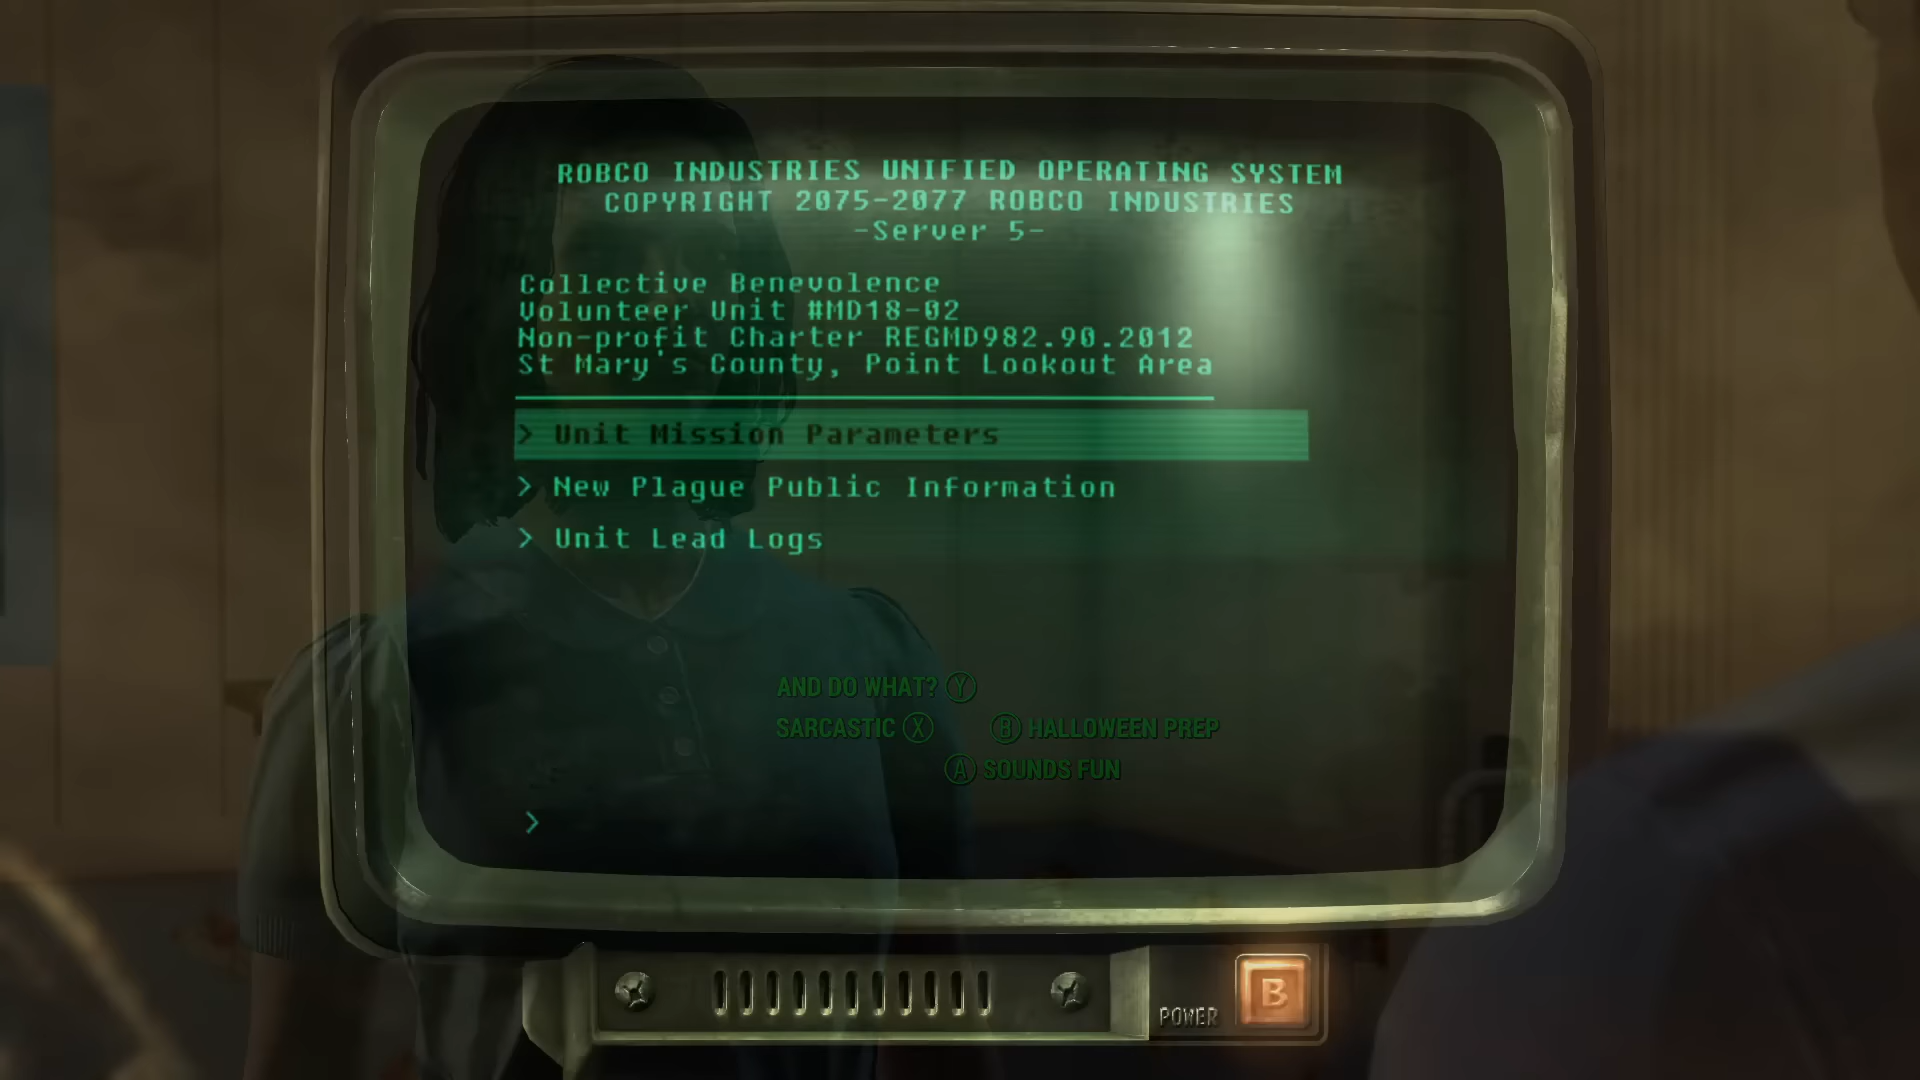 ROBCO INDUSTRIES UNIFIED OPERATING SYSTEM
COPYRIGHT 2075-2077 ROBCO INDUSTRIES
-Server 5-
Collective Benevolence
Volunteer Unit #MD18-02
Non-profit Charter REGMD982.90.2012
St Mary's County, Point Lookout Area
> Unit Mission Parameters
> New Plague Public Information
> Unit Lead Logs
AND DO WHAT? Y
SARCASTIC X B HALLOWEEN PREP
A SOUNDS FUN
>
POWER B